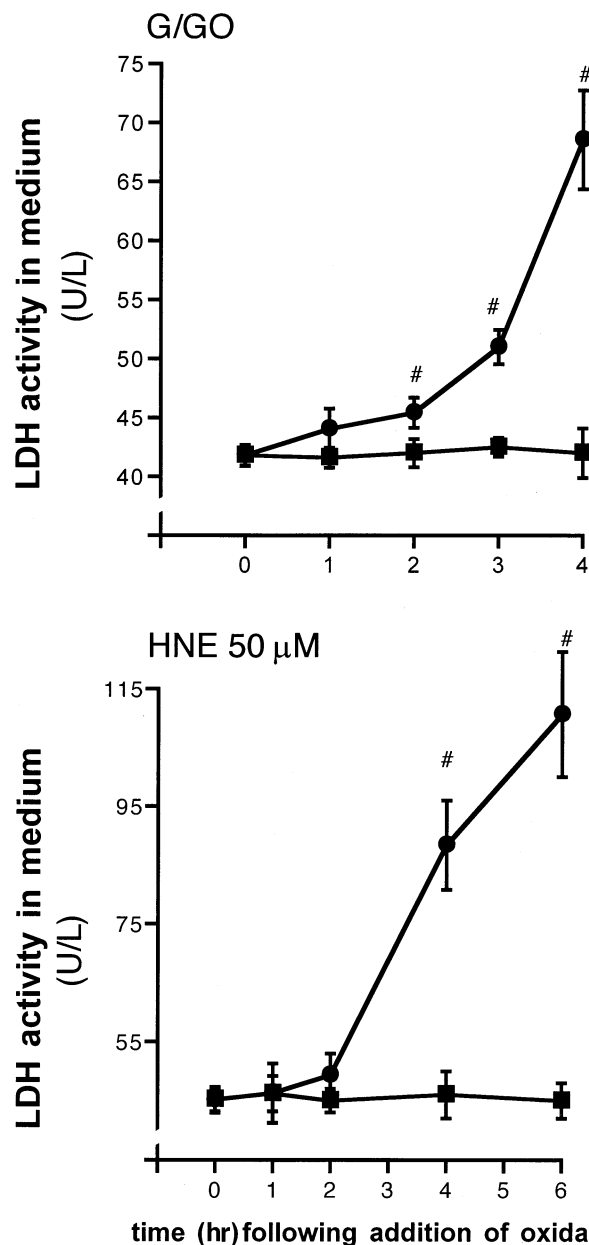 G/GO
75
#
70
65
60
55
#
50
#
45
40
LDH activity in medium
(U/L)
0 1 2 3 4
HNE 50 μM
#
115
#
95
75
55
LDH activity in medium
(U/L)
0 1 2 3 4 5 6
time (hr) following addition of oxida